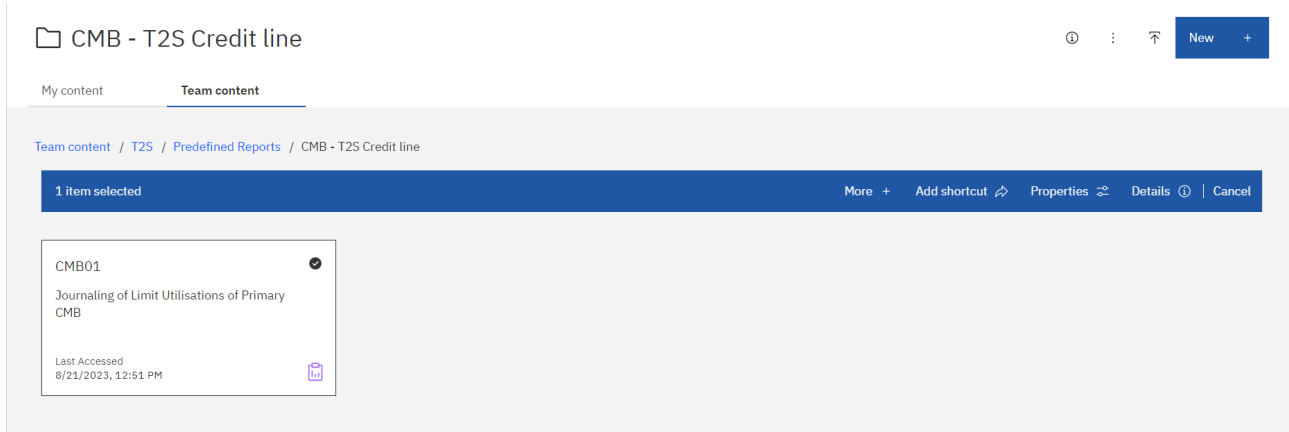 CMB - T2S Credit line
New +
My content Team content
Team content / T2S / Predefined Reports / CMB - T2S Credit line
1 item selected More + Add shortcut Properties Details | Cancel
CMB01
Journaling of Limit Utilisations of Primary
CMB
Last Accessed
8/21/2023, 12:51 PM